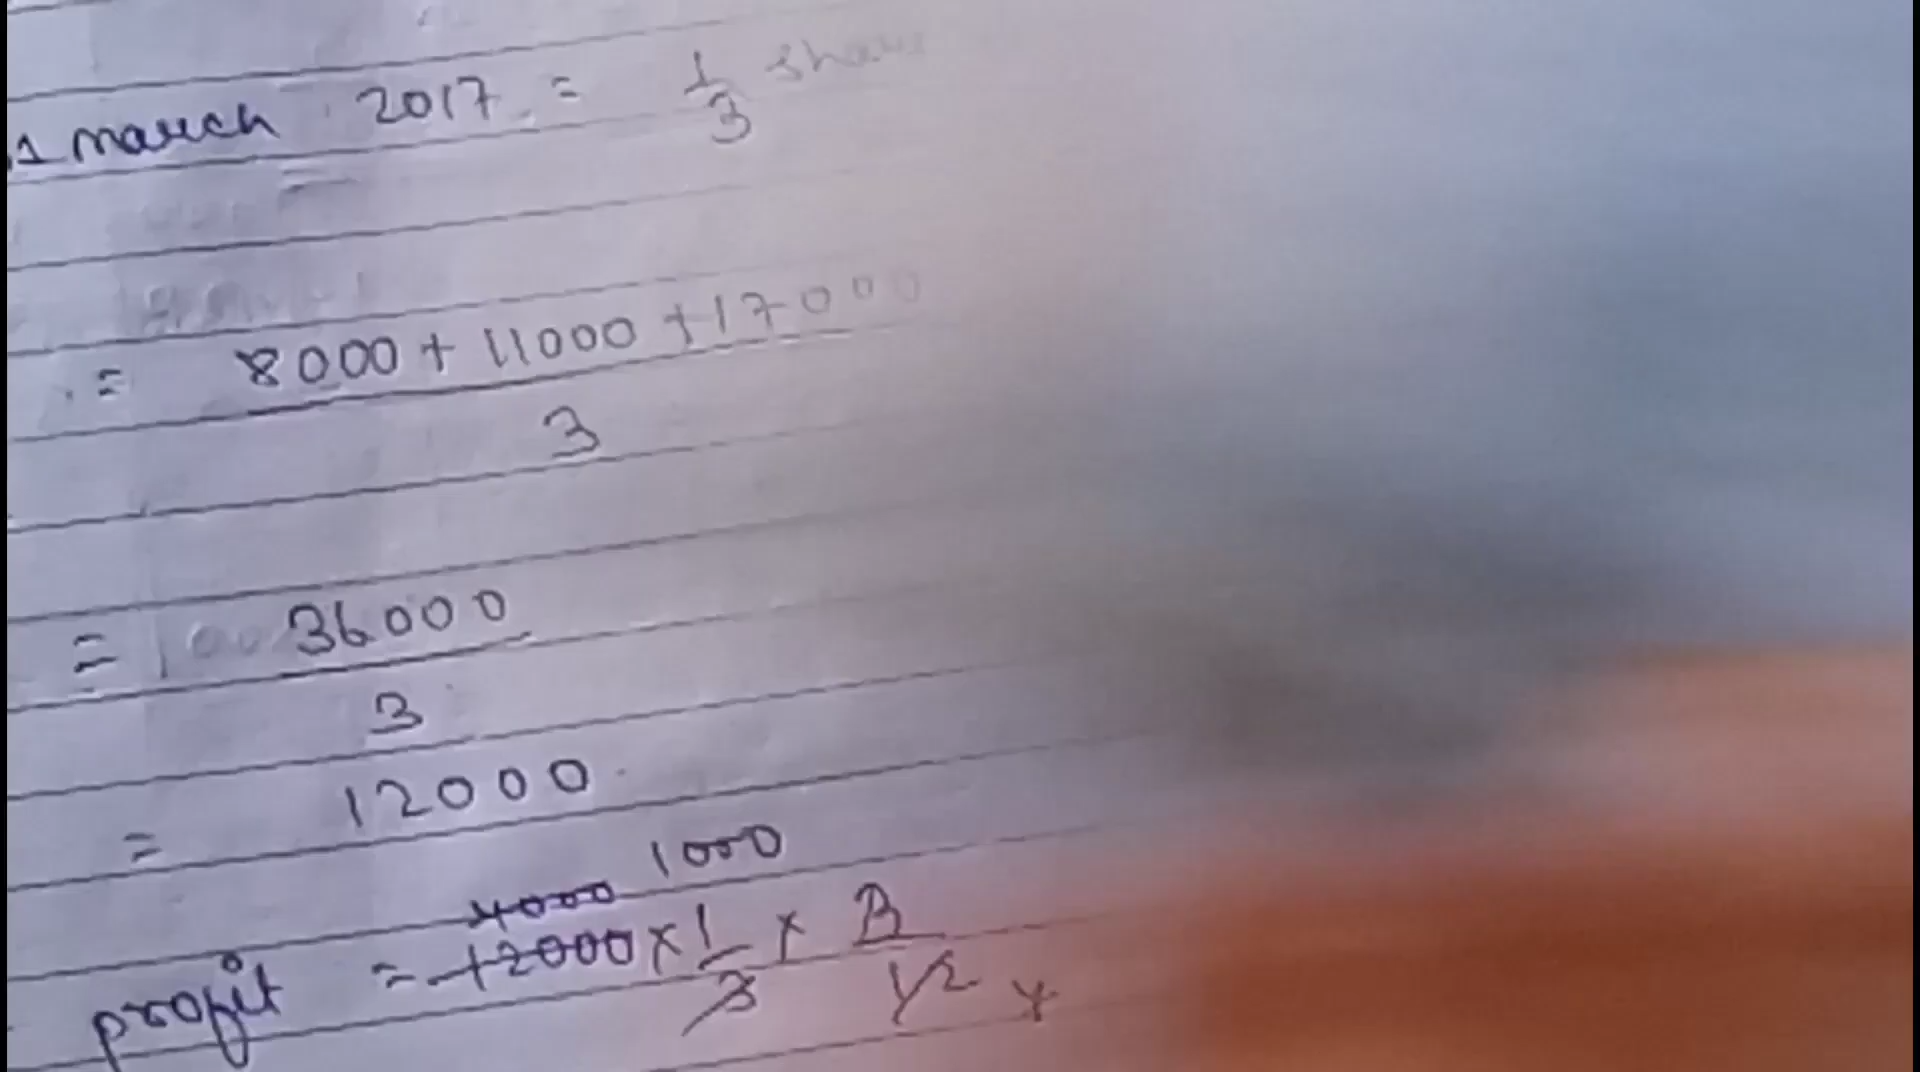 1 march 2017 = 1/3 share
= 8000 + 11000 + 17000
3
= 36000
3
= 12000
4000 1000
profit = 12000 × 1/3 × 3/12 4